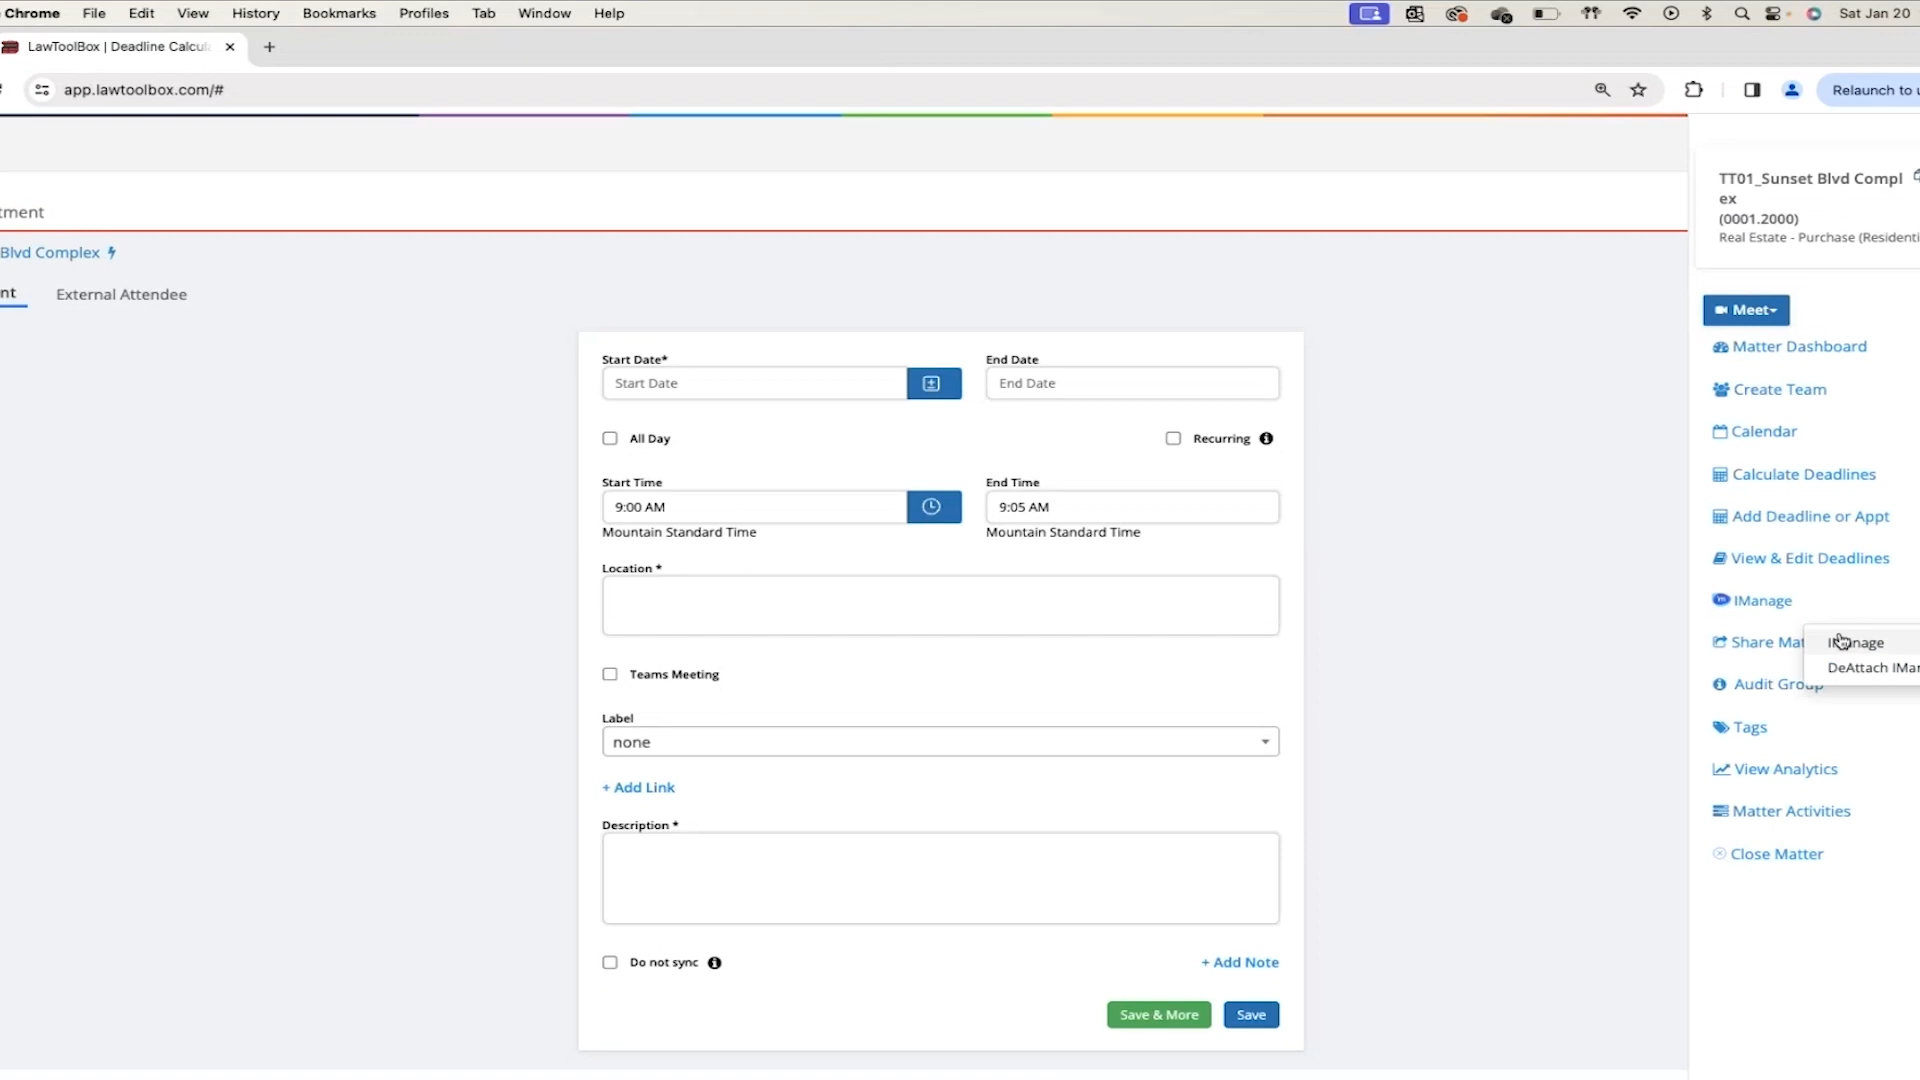 Chrome File Edit View History Bookmarks Profiles Tab Window Help Sat Jan 20
LawToolBox | Deadline Calcul
app.lawtoolbox.com/#
Relaunch to u
tment
Blvd Complex
nt External Attendee
Start Date* End Date
Start Date End Date
All Day Recurring
Start Time End Time
9:00 AM 9:05 AM
Mountain Standard Time Mountain Standard Time
Location *
Teams Meeting
Label
none
+ Add Link
Description *
Do not sync + Add Note
Save & More Save
TT01_Sunset Blvd Compl
ex
(0001.2000)
Real Estate - Purchase (Residenti
Meet
Matter Dashboard
Create Team
Calendar
Calculate Deadlines
Add Deadline or Appt
View & Edit Deadlines
IManage
Share Mat
DeAttach IMan
Audit Group
Tags
View Analytics
Matter Activities
Close Matter